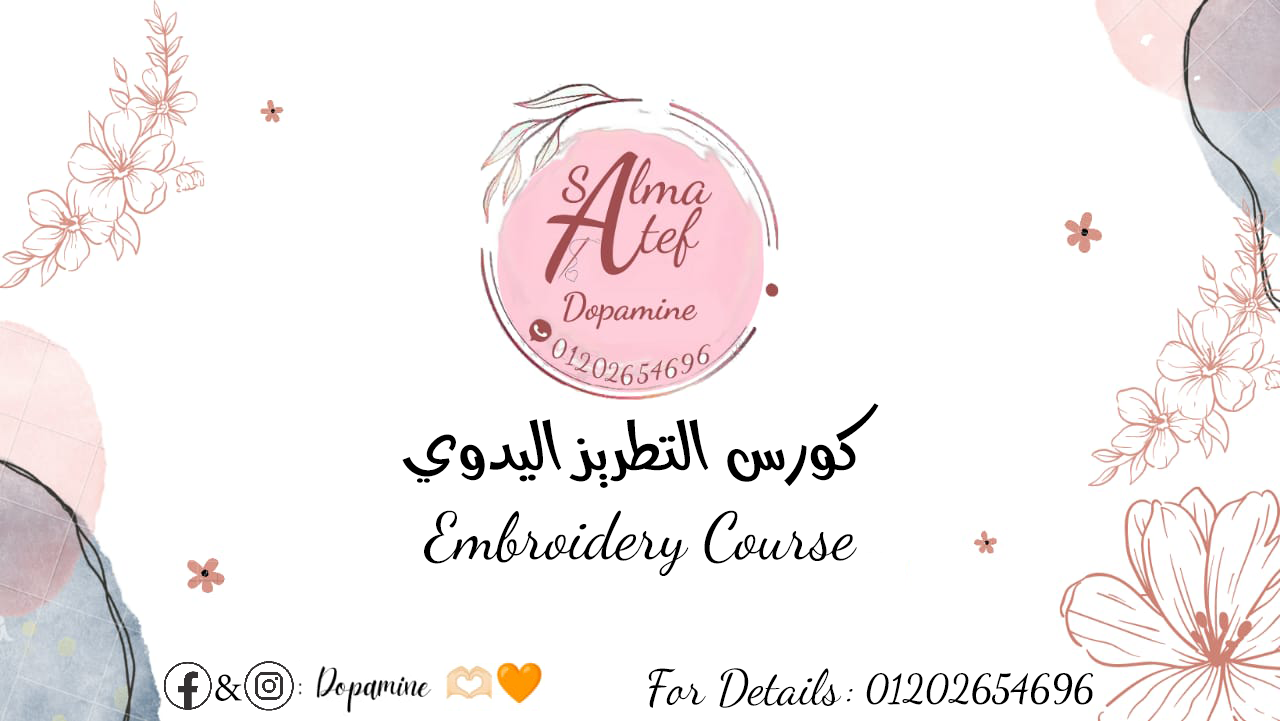 sAlma
Atef
Dopamine
01202654696
كورس التطريز اليدوي
Embroidery Course
& : Dopamine 🫶🏻🧡
For Details : 01202654696